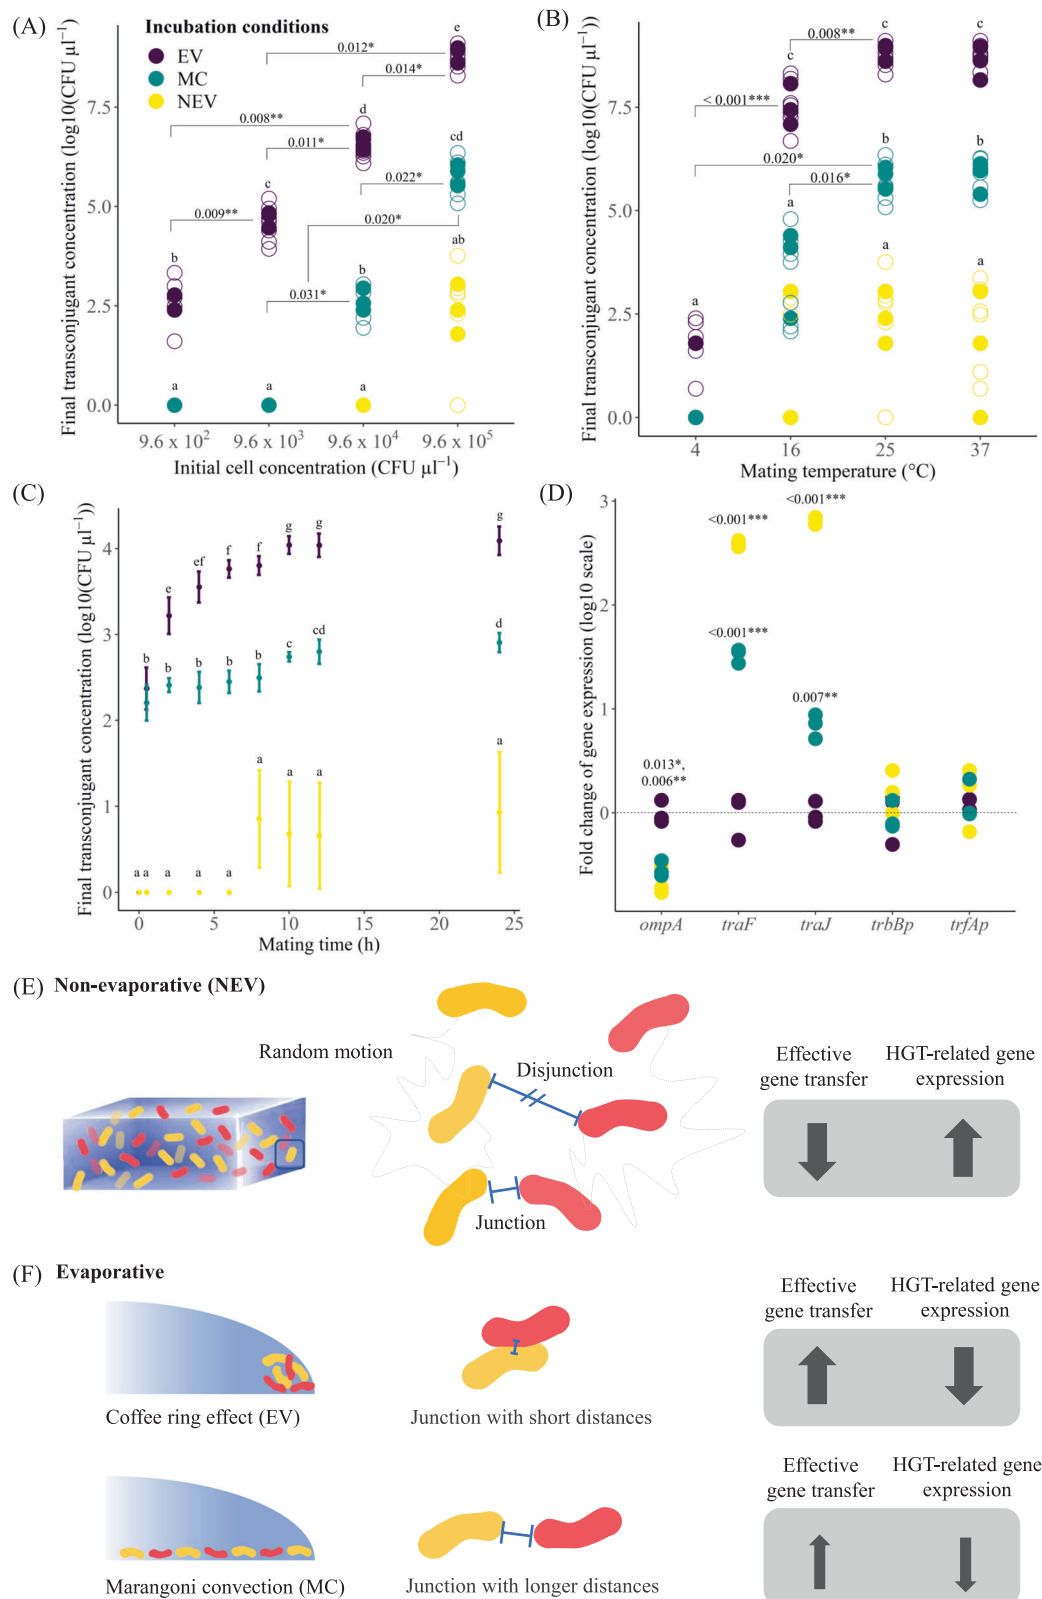 (A)
Incubation conditions
EV
MC
NEV
Final transconjugant concentration (log10(CFU µl⁻¹)
7.5
5.0
2.5
0.0
0.012*
0.014*
0.008**
0.011*
0.022*
0.009**
0.020*
0.031*
e
d
cd
c
ab
b
b
a
a
a
9.6 x 10²
9.6 x 10³
9.6 x 10⁴
9.6 x 10⁵
Initial cell concentration (CFU µl⁻¹)
(B)
Final transconjugant concentration (log10(CFU µl⁻¹)
7.5
5.0
2.5
0.0
0.008**
< 0.001***
0.020*
0.016*
c
c
c
b
b
a
a
a
a
4
16
25
37
Mating temperature (°C)
(C)
Final transconjugant concentration (log10(CFU µl⁻¹))
4
3
2
1
0
b
e
ef
f
f
g
g
g
b
b
b
b
c
cd
d
a
a
a
a
a
a
a
a
a
0
5
10
15
20
25
Mating time (h)
(D)
Fold change of gene expression (log10 scale)
3
2
1
0
<0.001***
<0.001***
<0.001***
0.007**
0.013*,
0.006**
ompA
traF
traJ
trbBp
trfAp
(E) Non-evaporative (NEV)
Random motion
Disjunction
Junction
Effective
gene transfer
HGT-related gene
expression
(F) Evaporative
Coffee ring effect (EV)
Junction with short distances
Effective
gene transfer
HGT-related gene
expression
Marangoni convection (MC)
Junction with longer distances
Effective
gene transfer
HGT-related gene
expression